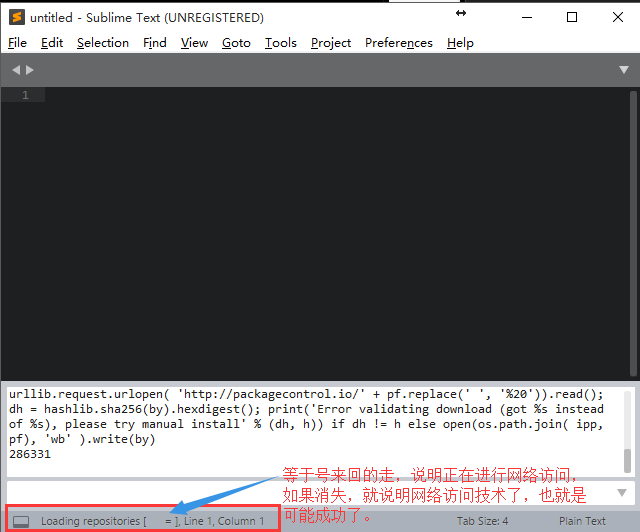 untitled - Sublime Text (UNREGISTERED)
File Edit Selection Find View Goto Tools Project Preferences Help
1
urllib.request.urlopen( 'http://packagecontrol.io/' + pf.replace(' ', '%20')).read();
dh = hashlib.sha256(by).hexdigest(); print('Error validating download (got %s instead
of %s), please try manual install' % (dh, h)) if dh != h else open(os.path.join( ipp,
pf), 'wb' ).write(by)
286331
等于号来回的走，说明正在进行网络访问，
如果消失，就说明网络访问技术了，也就是
可能成功了。
Loading repositories [ = ], Line 1, Column 1 Tab Size: 4 Plain Text